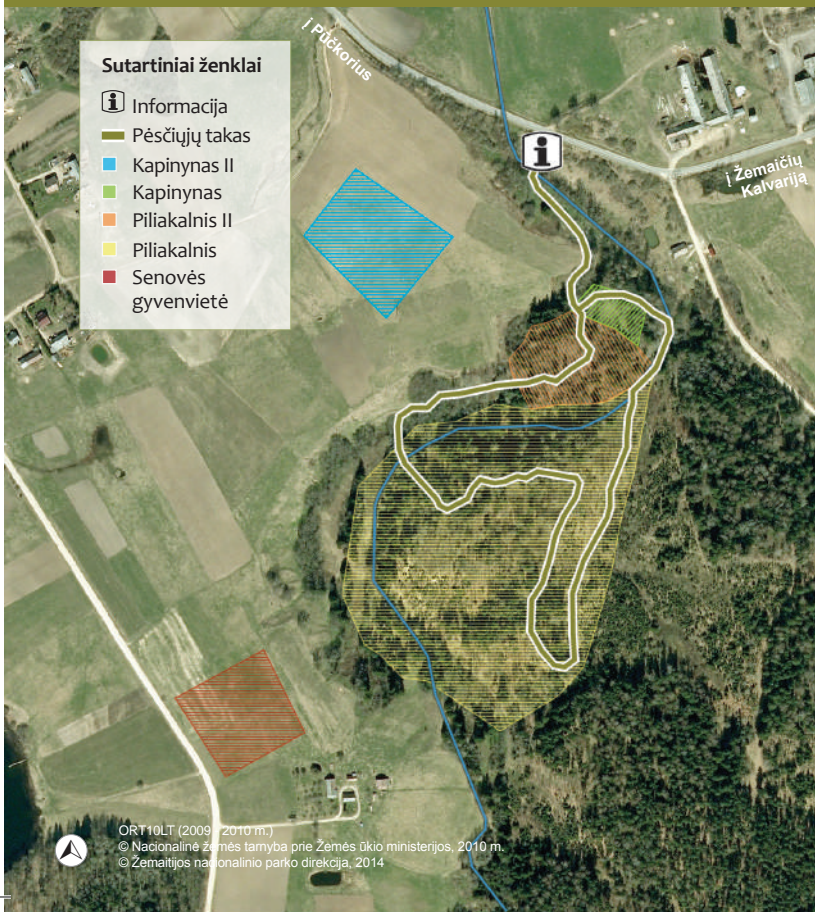 į Pūčkorius
Sutartiniai ženklai
Informacija
Pėsčiųjų takas
Kapinynas II
Kapinynas
Piliakalnis II
Piliakalnis
Senovės
gyvenvietė
į Žemaičių
Kalvariją
ORT10LT (2009 - 2010 m.)
© Nacionalinė žemės tarnyba prie Žemės ūkio ministerijos, 2010 m.
© Žemaitijos nacionalinio parko direkcija, 2014